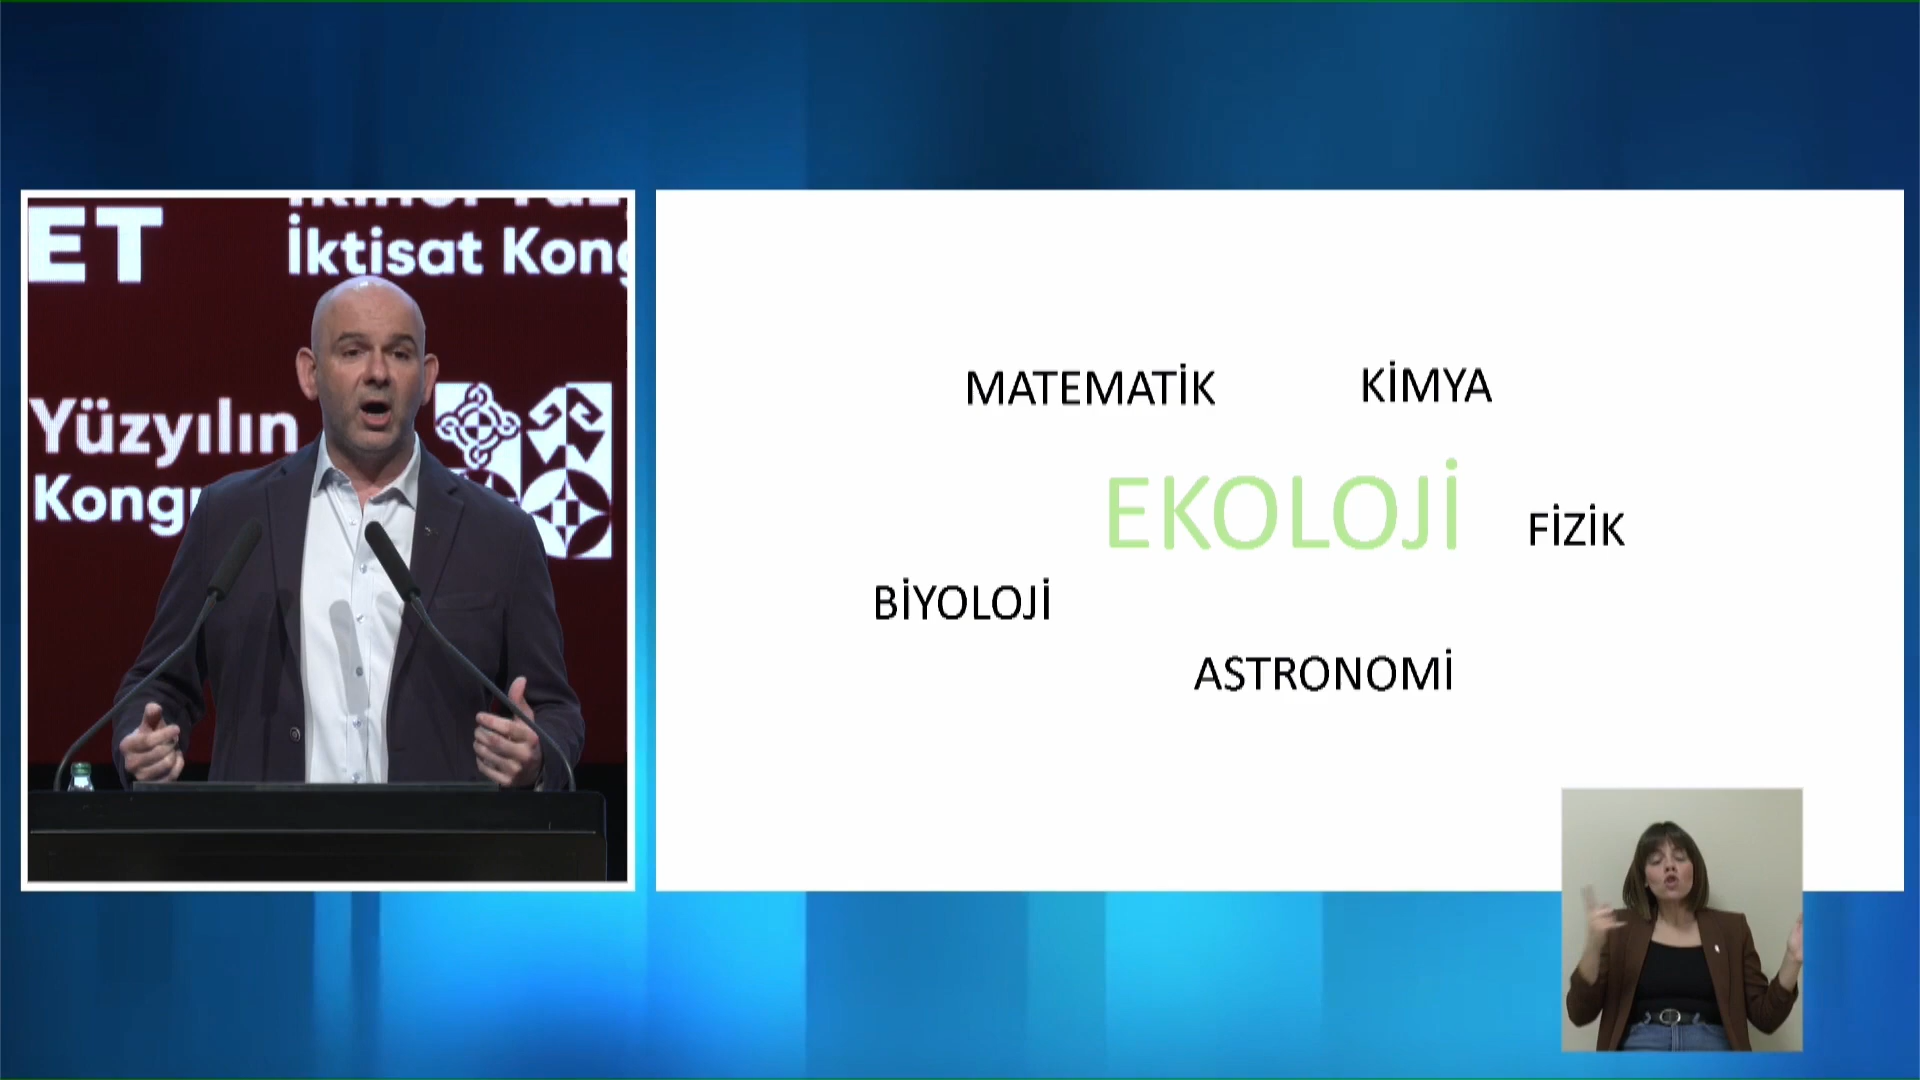 ET
İktisat Kong
Yüzyılın
Kong
MATEMATİK
KİMYA
EKOLOJİ
FİZİK
BİYOLOJİ
ASTRONOMİ